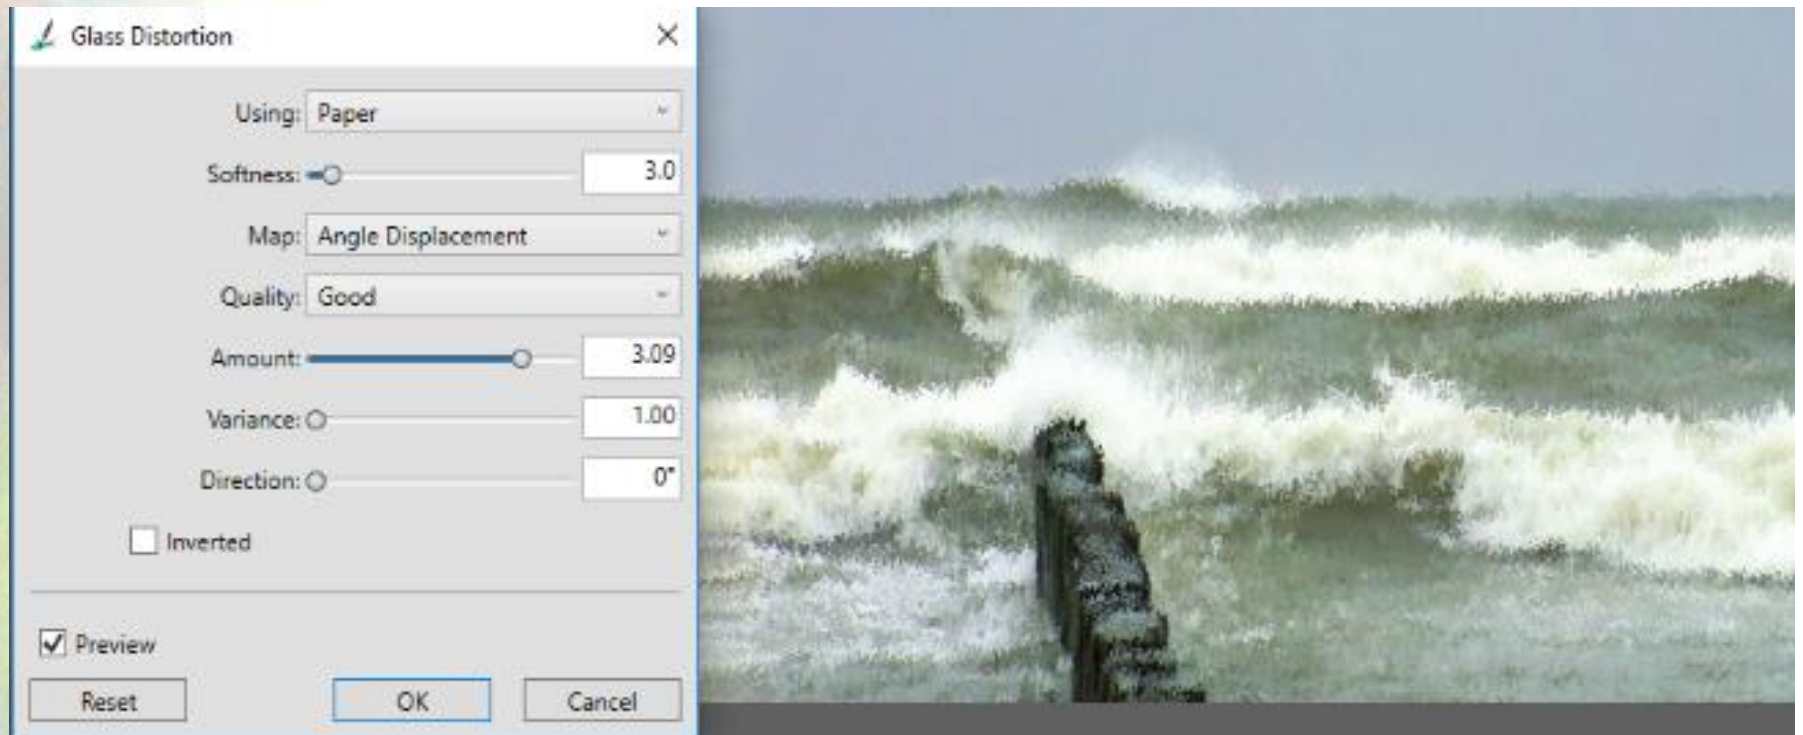 Glass Distortion
Using: Paper
Softness: 3.0
Map: Angle Displacement
Quality: Good
Amount: 3.09
Variance: 1.00
Direction: 0°
Inverted
Preview
Reset OK Cancel